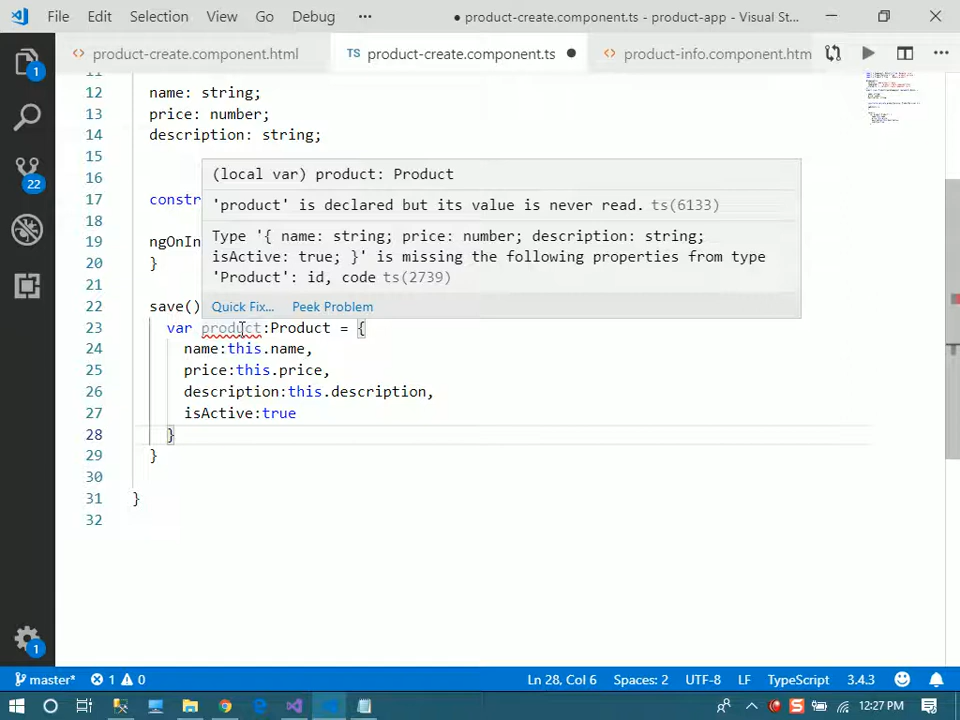 File Edit Selection View Go Debug ••• ● product-create.component.ts - product-app - Visual St...
product-create.component.html TS product-create.component.ts ● product-info.component.htm
11
12 name: string;
13 price: number;
14 description: string;
15
16
17 constr
18
19 ngOnIn
20 }
21
22 save()
(local var) product: Product
'product' is declared but its value is never read. ts(6133)
Type '{ name: string; price: number; description: string;
isActive: true; }' is missing the following properties from type
'Product': id, code ts(2739)
Quick Fix... Peek Problem
23 var product:Product = {
24 name:this.name,
25 price:this.price,
26 description:this.description,
27 isActive:true
28 }
29 }
30
31 }
32
1
22
1
master* 1 0 Ln 28, Col 6 Spaces: 2 UTF-8 LF TypeScript 3.4.3 1
12:27 PM